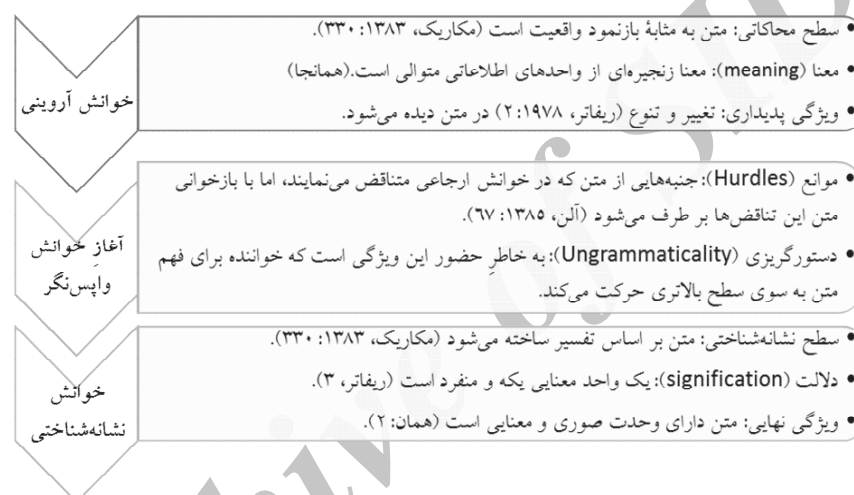 • سطح محاکاتی: متن به مثابۀ بازنمود واقعیت است (مکاریک، ۱۳۸۳: ۳۳۰).
• معنا (meaning): معنا زنجیره‌ای از واحدهای اطلاعاتی متوالی است.(همانجا)
• ویژگی پدیداری: تغییر و تنوع (ریفاتر، ۱۹۷۸: ۲) در متن دیده می‌شود.
خوانش آروینی
• موانع (Hurdles): جنبه‌هایی از متن که در خوانش ارجاعی متناقض می‌نمایند، اما با بازخوانی
متن این تناقض‌ها بر طرف می‌شود (آلن، ۱۳۸۵: ۶۷).
• دستورگریزی (Ungrammaticality): به خاطرِ حضور این ویژگی است که خواننده برای فهم
متن به سوی سطح بالاتری حرکت می‌کند.
آغازِ خوانش
واپس‌نگر
• سطح نشانه‌شناختی: متن بر اساس تفسیر ساخته می‌شود (مکاریک، ۱۳۸۳: ۳۳۰).
• دلالت (signification): یک واحد معنایی یکه و منفرد است (ریفاتر، ۳).
• ویژگی نهایی: متن دارای وحدت صوری و معنایی است (همان: ۲).
خوانش
نشانه‌شناختی